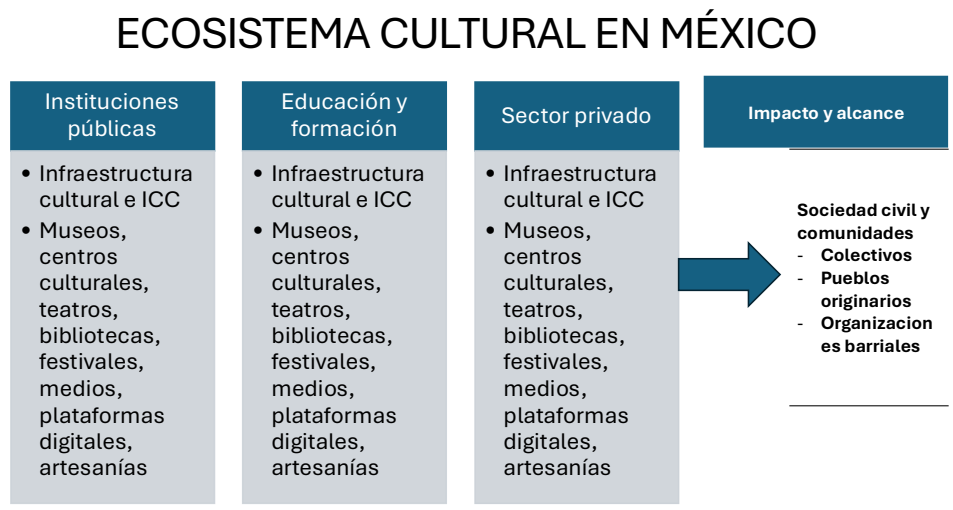 ECOSISTEMA CULTURAL EN MÉXICO
Instituciones
públicas
• Infraestructura
cultural e ICC
• Museos,
centros
culturales,
teatros,
bibliotecas,
festivales,
medios,
plataformas
digitales,
artesanías
Educación y
formación
• Infraestructura
cultural e ICC
• Museos,
centros
culturales,
teatros,
bibliotecas,
festivales,
medios,
plataformas
digitales,
artesanías
Sector privado
• Infraestructura
cultural e ICC
• Museos,
centros
culturales,
teatros,
bibliotecas,
festivales,
medios,
plataformas
digitales,
artesanías
Impacto y alcance
Sociedad civil y
comunidades
- Colectivos
- Pueblos
originarios
- Organizacion
es barriales